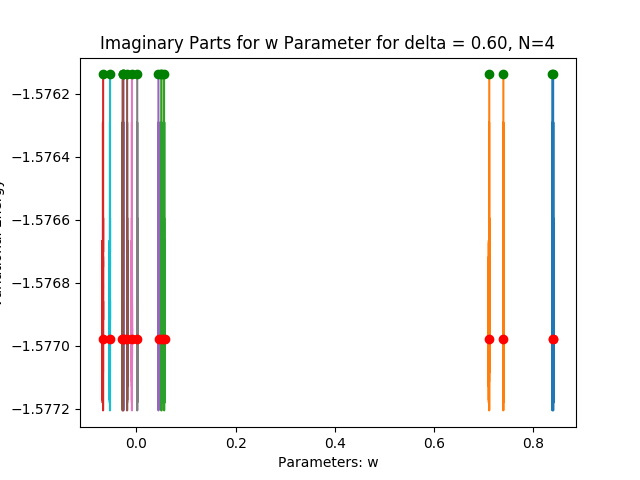 Imaginary Parts for w Parameter for delta = 0.60, N=4
−1.5762
−1.5764
−1.5766
−1.5768
−1.5770
−1.5772
0.0 0.2 0.4 0.6 0.8
Parameters: w